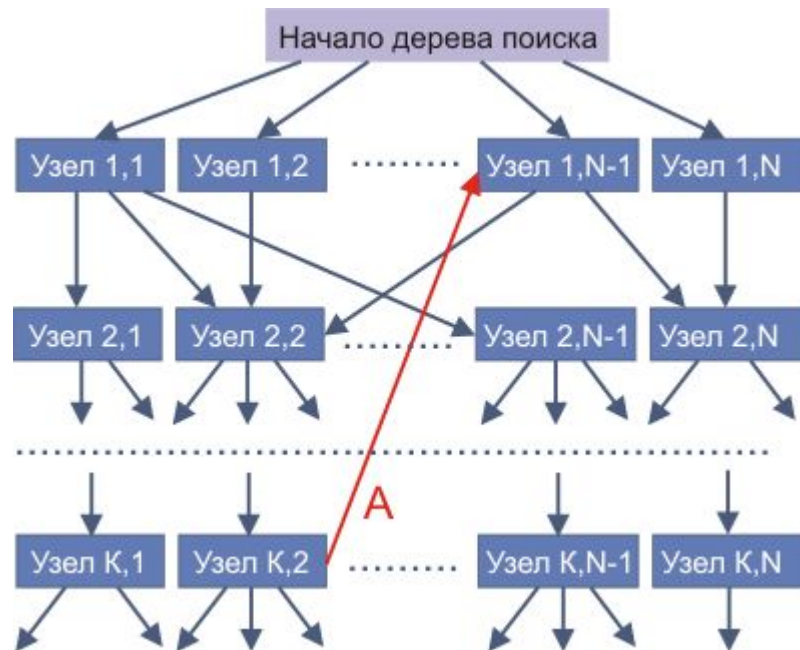 Начало дерева поиска
Узел 1,1 Узел 1,2 Узел 1,N-1 Узел 1,N
Узел 2,1 Узел 2,2 Узел 2,N-1 Узел 2,N
A
Узел К,1 Узел К,2 Узел К,N-1 Узел К,N